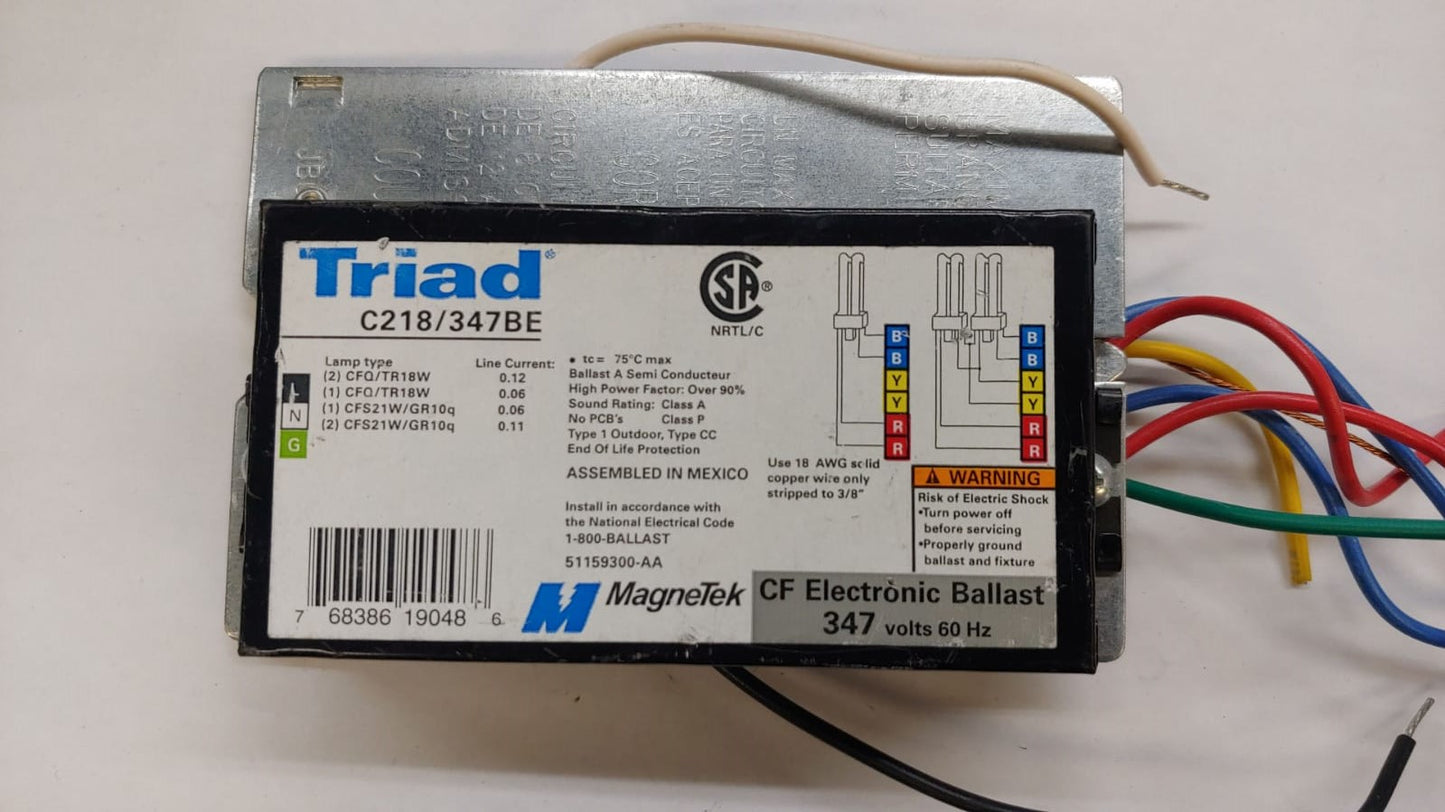 JB
Triad®
C218/347BE
CSA®
NRTL/C
Lamp type Line Current:
(2) CFQ/TR18W 0.12
(1) CFQ/TR18W 0.06
(1) CFS21W/GR10q 0.06
(2) CFS21W/GR10q 0.11
N
G
• tc = 75°C max
Ballast A Semi Conducteur
High Power Factor: Over 90%
Sound Rating: Class A
No PCB's Class P
Type 1 Outdoor, Type CC
End Of Life Protection
ASSEMBLED IN MEXICO
Install in accordance with
the National Electrical Code
1-800-BALLAST
51159300-AA
B B
B B
Y Y
Y Y
R R
R R
Use 18 AWG solid
copper wire only
stripped to 3/8"
WARNING
Risk of Electric Shock
•Turn power off
before servicing
•Properly ground
ballast and fixture
7 68386 19048 6
MagneTek
CF Electronic Ballast
347 volts 60 Hz